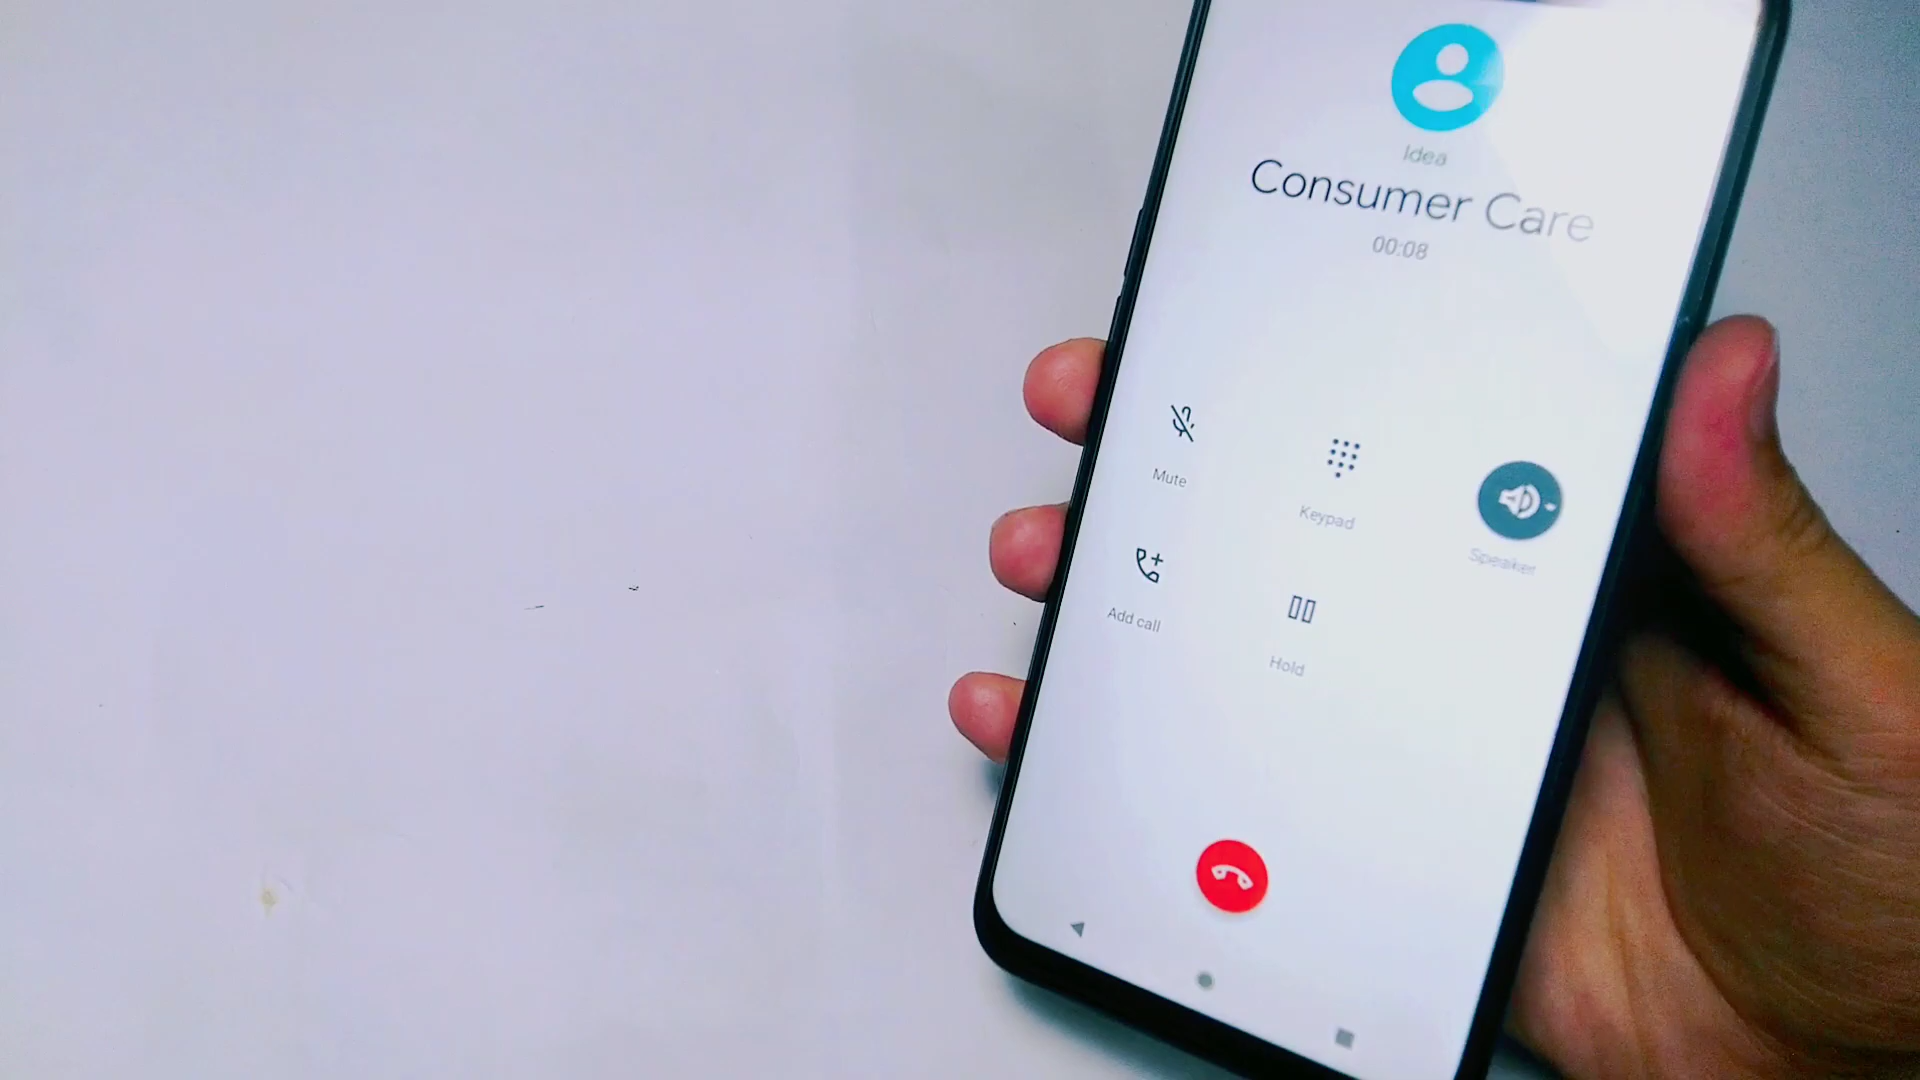 Idea
Consumer Care
00:08
Mute
Keypad
Speaker
Add call
Hold